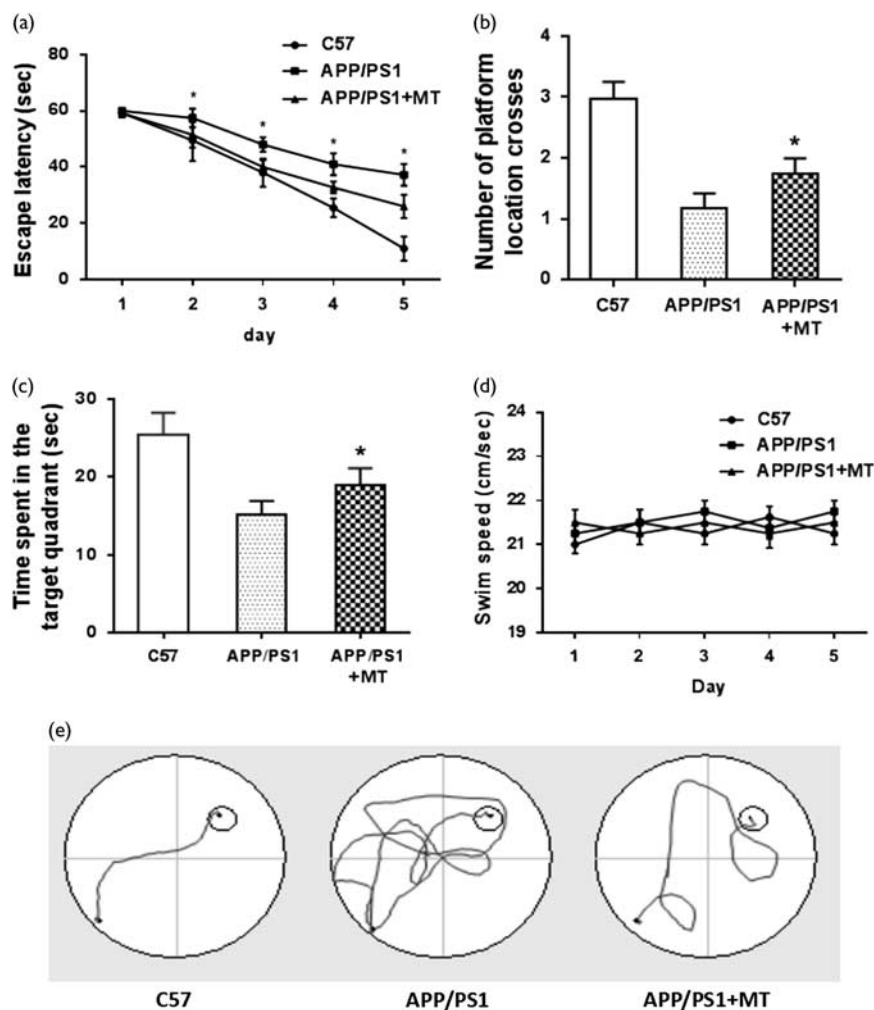 (a)
C57
APP/PS1
APP/PS1+MT
Escape latency (sec)
80
60
40
20
0
*
*
*
*
1 2 3 4 5
day
(b)
Number of platform
location crosses
4
3
2
1
0
*
C57 APP/PS1 APP/PS1
+MT
(c)
Time spent in the
target quadrant (sec)
30
20
10
0
*
C57 APP/PS1 APP/PS1
+MT
(d)
C57
APP/PS1
APP/PS1+MT
Swim speed (cm/sec)
24
23
22
21
20
19
1 2 3 4 5
Day
(e)
C57 APP/PS1 APP/PS1+MT